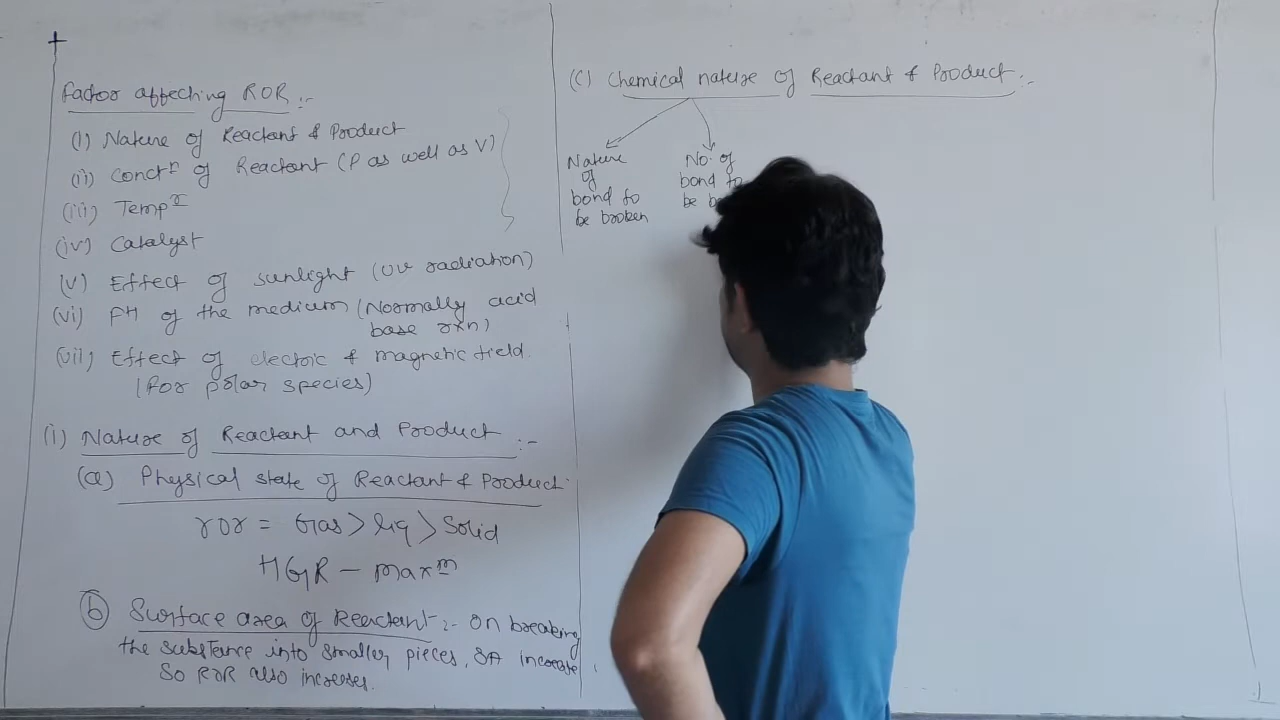 Factor affecting ROR :-
(i) Nature of Reactant & Product
(ii) Conctⁿ of Reactant (P as well as V)
(iii) Tempʳ
(iv) Catalyst
(v) Effect of sunlight (UV radiation)
(vi) PH of the medium (Normally acid
base rxn)
(vii) Effect of electric & magnetic field.
(For polar species)
(i) Nature of Reactant and Product :-
(a) Physical state of Reactant & Product.
ror = Gas > liq > Solid
HGR - maxᵐ
(b) Surface area of Reactant :- On breaking
the substance into smaller pieces, SA increase
So ROR also increases.
(C) Chemical nature of Reactant & Product :-
Nature
of
bond to
be broken
No. of
bond to
be